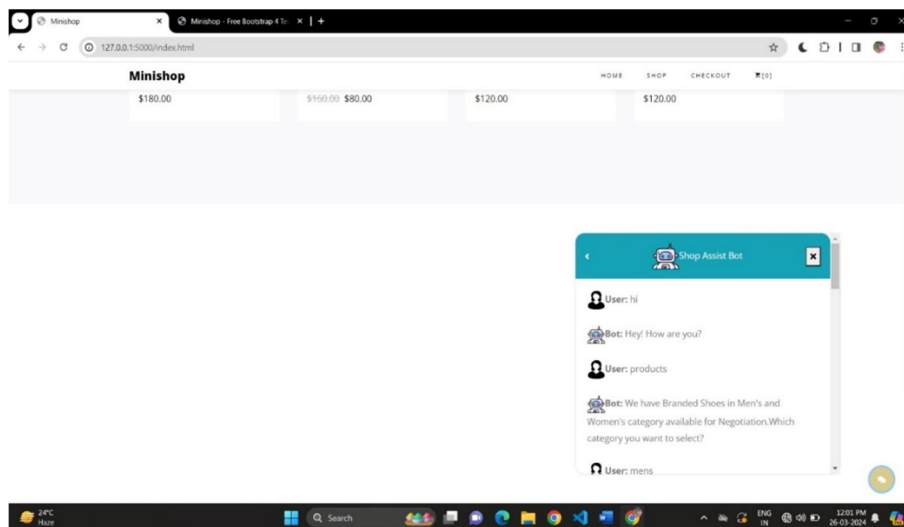 Minishop
Minishop - Free Bootstrap 4 Te
127.0.0.1:5000/index.html
Minishop
HOME SHOP CHECKOUT [0]
$180.00
$160.00 $80.00
$120.00
$120.00
Shop Assist Bot
User: hi
Bot: Hey! How are you?
User: products
Bot: We have Branded Shoes in Men's and
Women's category available for Negotiation.Which
category you want to select?
User: mens
24°C
Haze
Search
ENG
IN
12:01 PM
26-03-2024